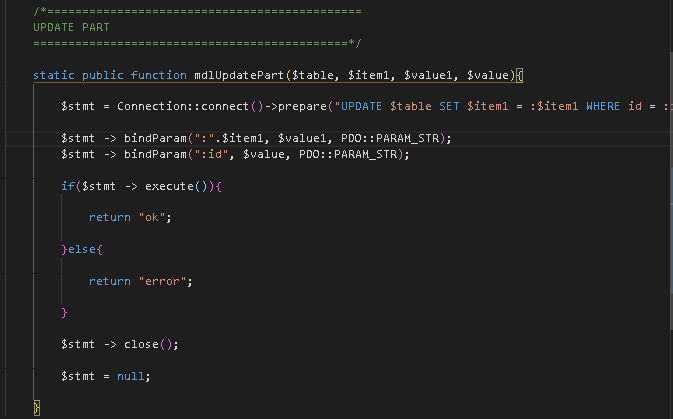 /*=============================================
UPDATE PART
=============================================*/
static public function mdlUpdatePart($table, $item1, $value1, $value){
$stmt = Connection::connect()->prepare("UPDATE $table SET $item1 = :$item1 WHERE id = :
$stmt -> bindParam(":".$item1, $value1, PDO::PARAM_STR);
$stmt -> bindParam(":id", $value, PDO::PARAM_STR);
if($stmt -> execute()){
return "ok";
}else{
return "error";
}
$stmt -> close();
$stmt = null;
}